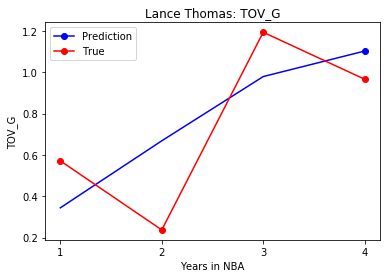 Lance Thomas: TOV_G
Prediction
True
1.2
1.0
0.8
0.6
0.4
0.2
TOV_G
1 2 3 4
Years in NBA